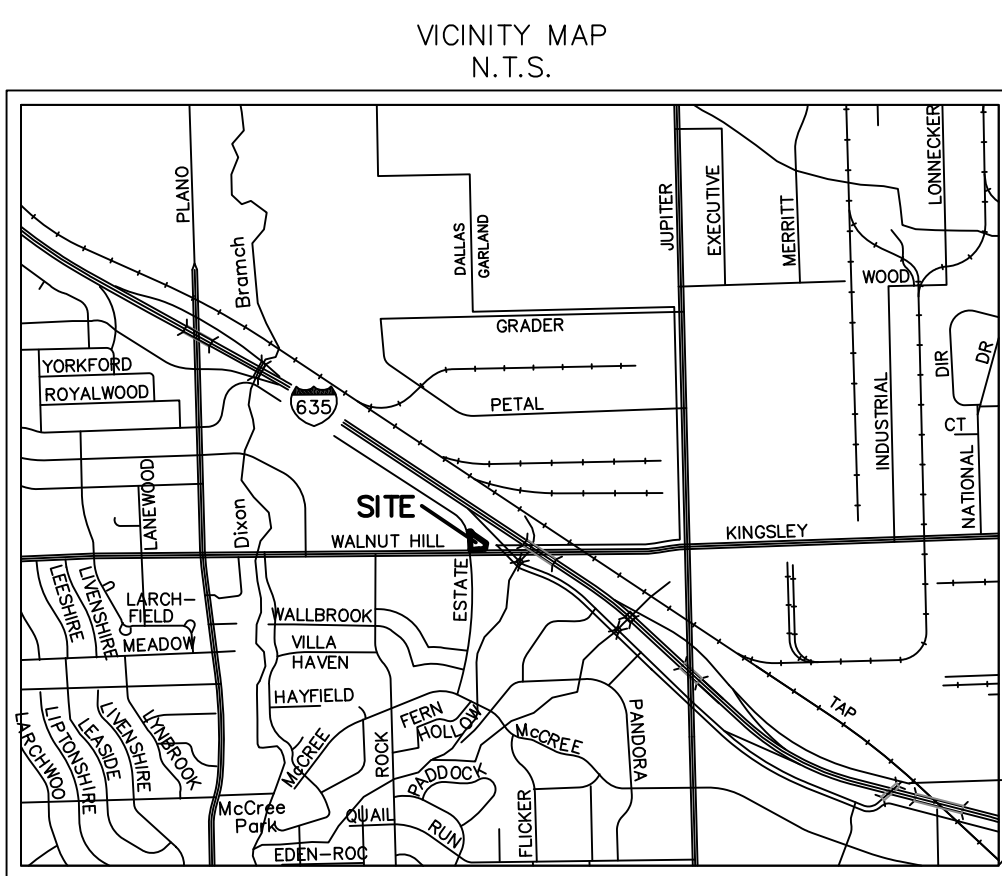 VICINITY MAP
N.T.S.
PLANO
Bramch
DALLAS
GARLAND
JUPITER
EXECUTIVE
MERRITT
LONNECKER
WOOD
GRADER
YORKFORD
ROYALWOOD
635
PETAL
INDUSTRIAL
DIR
DR
CT
NATIONAL
LANEWOOD
Dixon
SITE
WALNUT HILL
KINGSLEY
ESTATE
LEESHIRE
LIVENSHIRE
LARCH-
FIELD
MEADOW
WALLBROOK
VILLA
HAVEN
HAYFIELD
TAP
LARCHWOO
LIPTONSHIRE
LEASIDE
LIVENSHIRE
LYNBROOK
McCREE
ROCK
FERN
HOLLOW
McCREE
PANDORA
PADDOCK
McCree
Park
QUAIL
RUN
FLICKER
EDEN-ROC